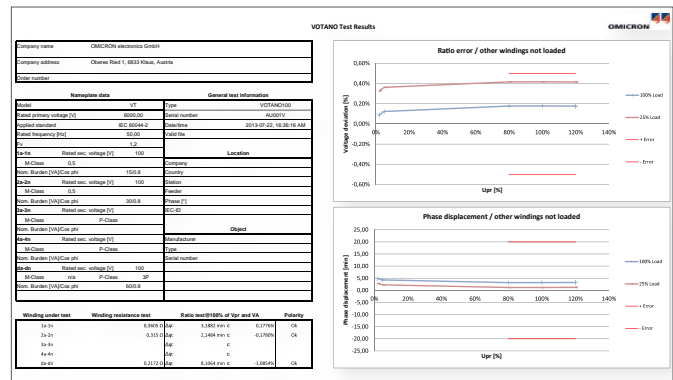 VOTANO Test Results
OMICRON
Company name OMICRON electronics GmbH
Company address Oberes Ried 1, 6833 Klaus, Austria
Order number
Nameplate data General test information
Model VT Type VOTANO100
Rated primary voltage [V] 6000,00 Serial number AU001V
Applied standard IEC 60044-2 Date/time 2013-07-22, 16:36:16 AM
Rated frequency [Hz] 50,00 Valid file
Fv 1,2
1a-1n Rated sec. voltage [V] 100 Location
M-Class 0,5 Company
Nom. Burden [VA]/Cos phi 15/0.8 Country
2a-2n Rated sec. voltage [V] 100 Station
M-Class 0,5 Feeder
Nom. Burden [VA]/Cos phi 30/0.8 Phase [°]
3a-3n Rated sec. voltage [V] IEC-ID
M-Class P-Class
Nom. Burden [VA]/Cos phi Object
4a-4n Rated sec. voltage [V] Manufacturer
M-Class P-Class Type
Nom. Burden [VA]/Cos phi Serial number
da-dn Rated sec. voltage [V] 100
M-Class n/a P-Class 3P
Nom. Burden [VA]/Cos phi 60/0.8
Winding under test Winding resistance test Ratio test@100% of Vpr and VA Polarity
1a-1n 0,3605 Ω Δφ: 3,1882 min ε: 0,1776% Ok
2a-2n 0,315 Ω Δφ: 2,1484 min ε: -0,1780% Ok
3a-3n Δφ: ε:
4a-4n Δφ: ε:
da-dn 0,2172 Ω Δφ: 9,1064 min ε: -1,0854% Ok
Ratio error / other windings not loaded
Voltage deviation [%]
0,60%
0,40%
0,20%
0,00%
-0,20%
-0,40%
-0,60%
0% 20% 40% 60% 80% 100% 120% 140%
Upr [%]
100% Load
25% Load
+ Error
- Error
Phase displacement / other windings not loaded
Phase displacement [min]
25,00
20,00
15,00
10,00
5,00
0,00
-5,00
-10,00
-15,00
-20,00
-25,00
0% 20% 40% 60% 80% 100% 120% 140%
Upr [%]
100% Load
25% Load
+ Error
- Error